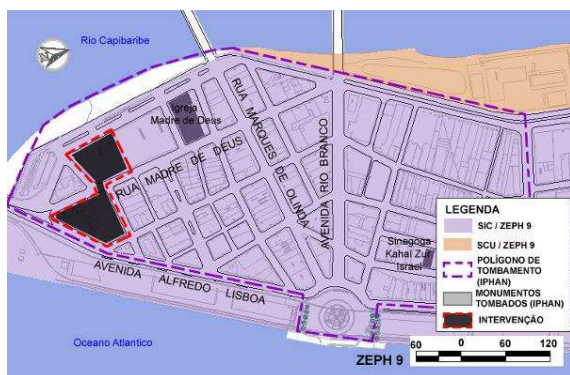 Rio Capibaribe
Igreja
Madre de Deus
RUA MARQUES DE OLINDA
RUA MADRE DE DEUS
AVENIDA RIO BRANCO
Sinagoga
Kahal Zur
Israel
AVENIDA ALFREDO LISBOA
Oceano Atlantico
ZEPH 9
LEGENDA
SIC / ZEPH 9
SCU / ZEPH 9
POLÍGONO DE
TOMBAMENTO
(IPHAN)
MONUMENTOS
TOMBADOS (IPHAN)
INTERVENÇÃO
60 0 60 120